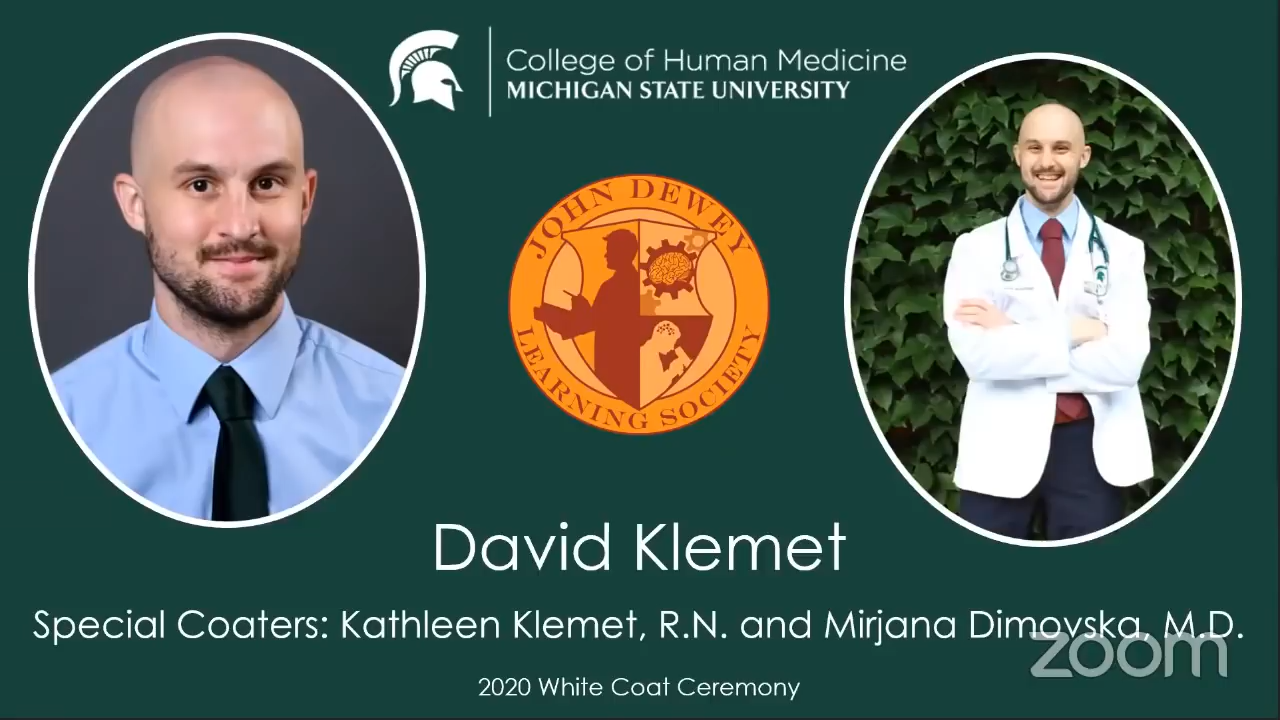 College of Human Medicine
MICHIGAN STATE UNIVERSITY
JOHN DEWEY
LEARNING SOCIETY
David Klemet
Special Coaters: Kathleen Klemet, R.N. and Mirjana Dimovska, M.D.
zoom
2020 White Coat Ceremony